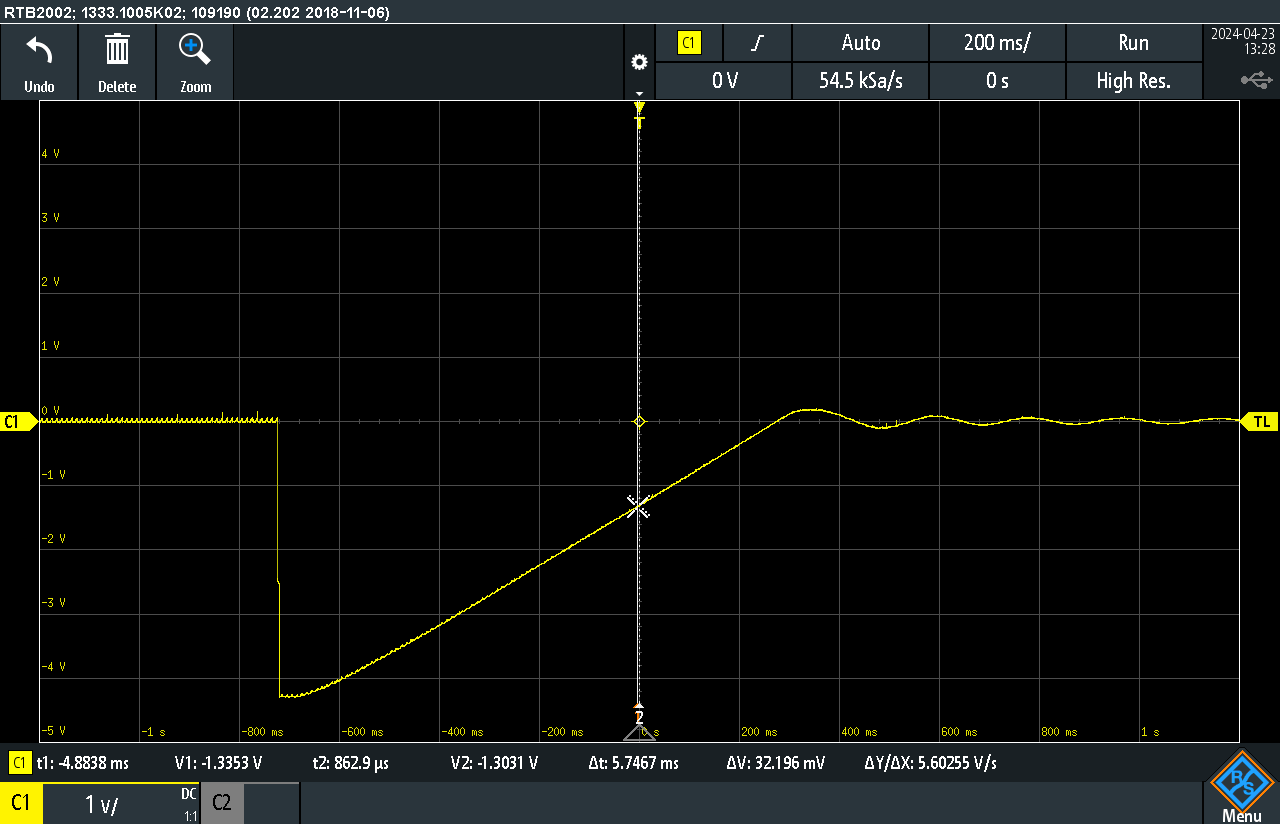 RTB2002; 1333.1005K02; 109190 (02.202 2018-11-06)
Undo Delete Zoom
C1 Auto 200 ms/ Run
0 V 54.5 kSa/s 0 s High Res.
2024-04-23
13:28
T
4 V
3 V
2 V
1 V
0 V
C1 TL
-1 V
-2 V
-3 V
-4 V
-5 V
2
-1 s -800 ms -600 ms -400 ms -200 ms 0 s 200 ms 400 ms 600 ms 800 ms 1 s
C1 t1: -4.8838 ms V1: -1.3353 V t2: 862.9 µs V2: -1.3031 V Δt: 5.7467 ms ΔV: 32.196 mV ΔY/ΔX: 5.60255 V/s
C1 1 V/ DC
1:1
C2
R S
Menu